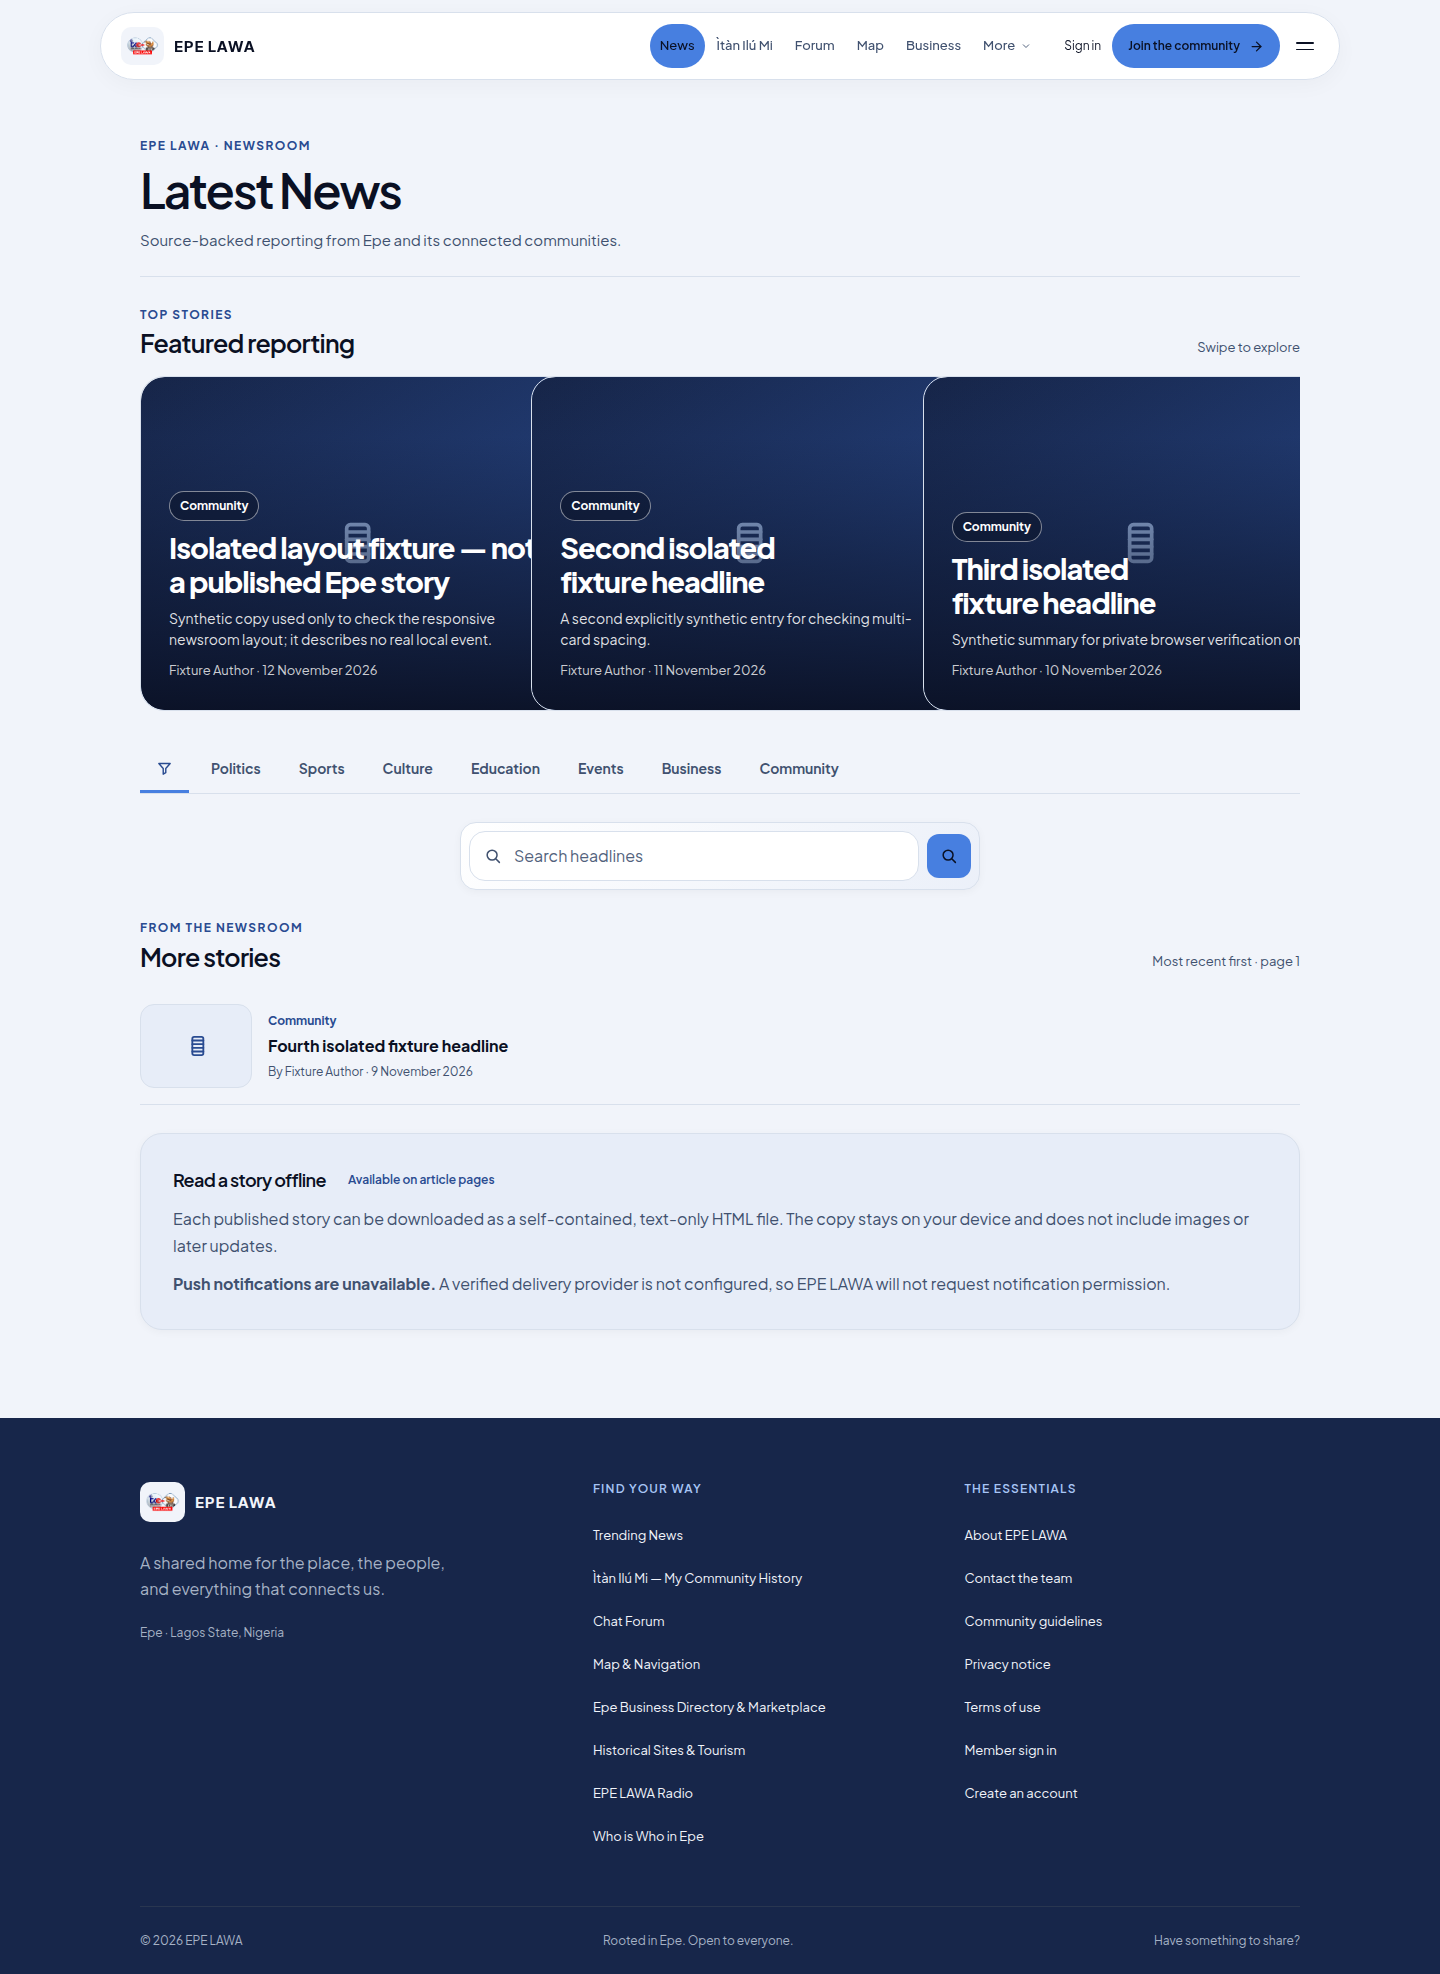 EPE LAWA
News
Ìtàn Ilú Mi
Forum
Map
Business
More
Sign in
Join the community
EPE LAWA · NEWSROOM
Latest News
Source-backed reporting from Epe and its connected communities.
TOP STORIES
Featured reporting
Swipe to explore
Community
Isolated layout fixture — not
a published Epe story
Synthetic copy used only to check the responsive
newsroom layout; it describes no real local event.
Fixture Author · 12 November 2026
Community
Second isolated
fixture headline
A second explicitly synthetic entry for checking multi-
card spacing.
Fixture Author · 11 November 2026
Community
Third isolated
fixture headline
Synthetic summary for private browser verification on
Fixture Author · 10 November 2026
Politics
Sports
Culture
Education
Events
Business
Community
Search headlines
FROM THE NEWSROOM
More stories
Most recent first · page 1
Community
Fourth isolated fixture headline
By Fixture Author · 9 November 2026
Read a story offline
Available on article pages
Each published story can be downloaded as a self-contained, text-only HTML file. The copy stays on your device and does not include images or
later updates.
Push notifications are unavailable. A verified delivery provider is not configured, so EPE LAWA will not request notification permission.
EPE LAWA
A shared home for the place, the people,
and everything that connects us.
Epe · Lagos State, Nigeria
FIND YOUR WAY
Trending News
Ìtàn Ilú Mi — My Community History
Chat Forum
Map & Navigation
Epe Business Directory & Marketplace
Historical Sites & Tourism
EPE LAWA Radio
Who is Who in Epe
THE ESSENTIALS
About EPE LAWA
Contact the team
Community guidelines
Privacy notice
Terms of use
Member sign in
Create an account
© 2026 EPE LAWA
Rooted in Epe. Open to everyone.
Have something to share?